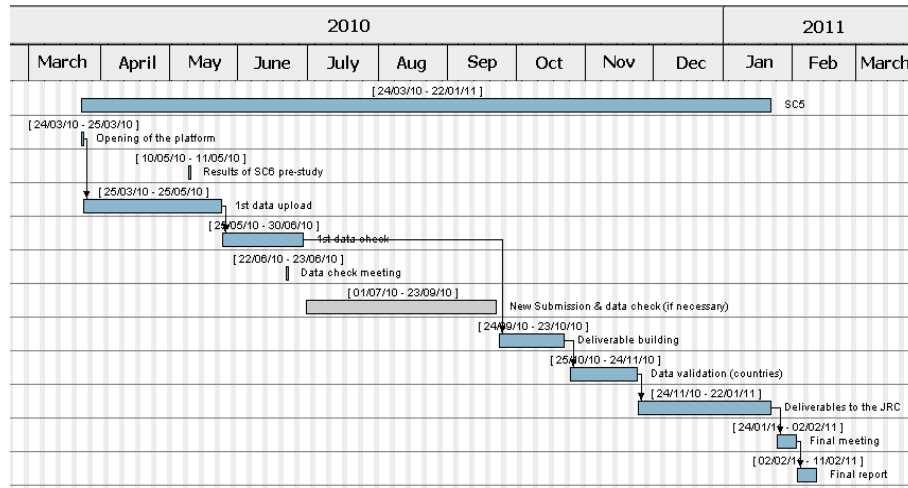 2010 2011
March April May June July Aug Sep Oct Nov Dec Jan Feb March
[ 24/03/10 - 22/01/11 ]
SC5
[ 24/03/10 - 25/03/10 ]
Opening of the platform
[ 10/05/10 - 11/05/10 ]
Results of SC6 pre-study
[ 25/03/10 - 25/05/10 ]
1st data upload
[ 25/05/10 - 30/06/10 ]
1st data check
[ 22/06/10 - 23/06/10 ]
Data check meeting
[ 01/07/10 - 23/09/10 ]
New Submission & data check (if necessary)
[ 24/09/10 - 23/10/10 ]
Deliverable building
[ 25/10/10 - 24/11/10 ]
Data validation (countries)
[ 24/11/10 - 22/01/11 ]
Deliverables to the JRC
[ 24/01/11 - 02/02/11 ]
Final meeting
[ 02/02/11 - 11/02/11 ]
Final report